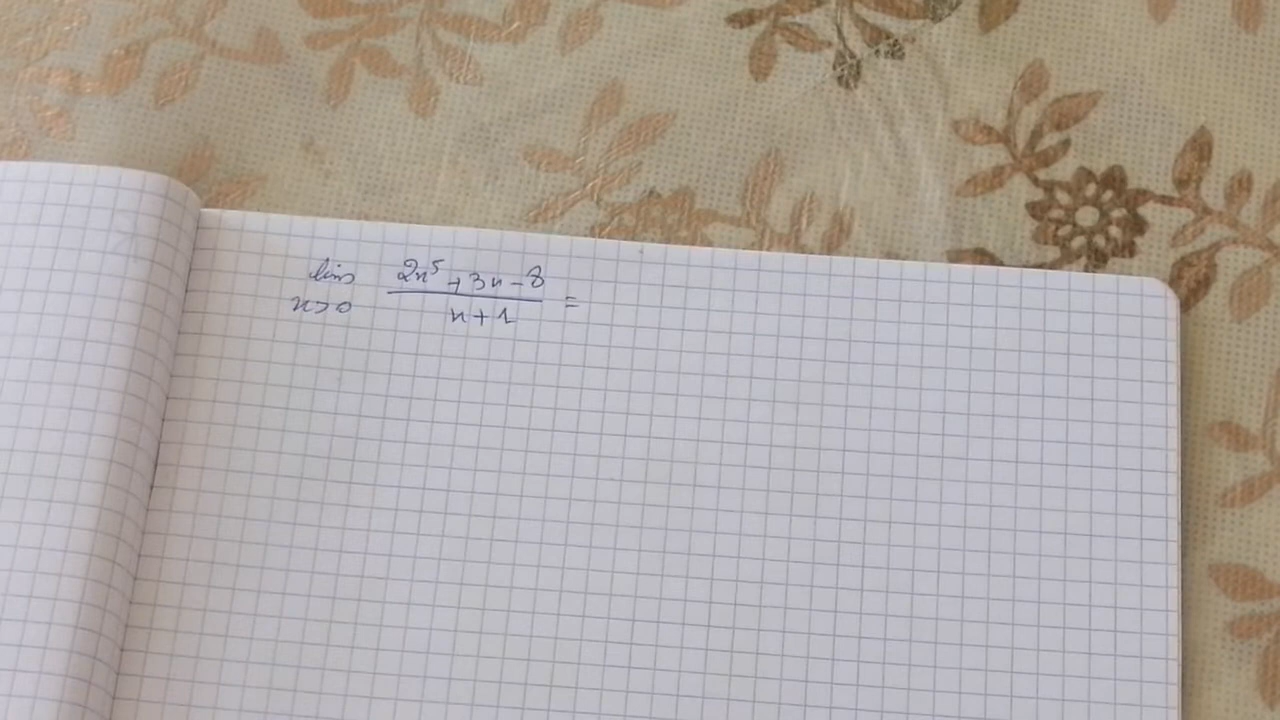 lim 2x⁵ + 3x - 8
x→0 x + 1 =